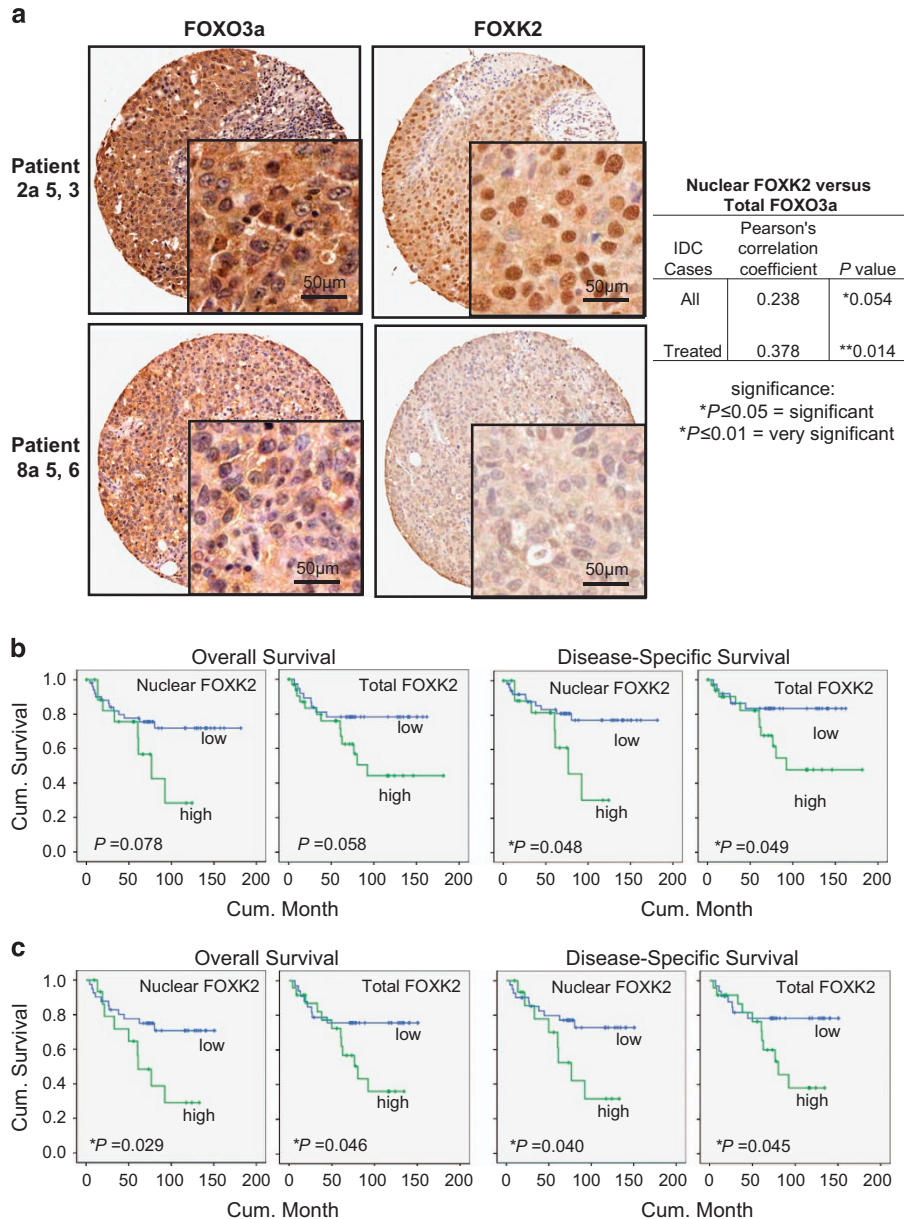 a
FOXO3a
FOXK2
Patient
2a 5, 3
50µm
50µm
Patient
8a 5, 6
50µm
50µm
Nuclear FOXK2 versus
Total FOXO3a
IDC Cases | Pearson's correlation coefficient | P value
All | 0.238 | *0.054
Treated | 0.378 | **0.014
significance:
*P≤0.05 = significant
*P≤0.01 = very significant
b
Overall Survival
Disease-Specific Survival
Cum. Survival
1.0
0.8
0.6
0.4
0.2
0.0
Nuclear FOXK2
low
high
P =0.078
0 50 100 150 200
Total FOXK2
low
high
P =0.058
0 50 100 150 200
Cum. Month
Nuclear FOXK2
low
high
*P =0.048
0 50 100 150 200
Total FOXK2
low
high
*P =0.049
0 50 100 150 200
Cum. Month
c
Overall Survival
Disease-Specific Survival
Cum. Survival
1.0
0.8
0.6
0.4
0.2
0.0
Nuclear FOXK2
low
high
*P =0.029
0 50 100 150 200
Total FOXK2
low
high
*P =0.046
0 50 100 150 200
Cum. Month
Nuclear FOXK2
low
high
*P =0.040
0 50 100 150 200
Total FOXK2
low
high
*P =0.045
0 50 100 150 200
Cum. Month